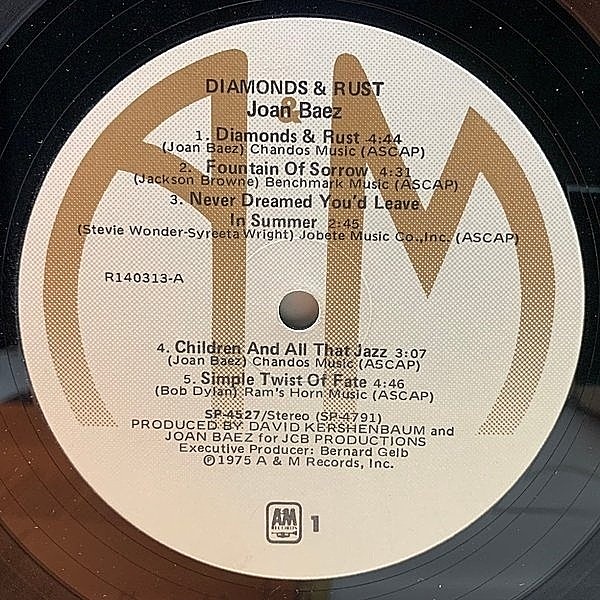 DIAMONDS & RUST
Joan Baez
&
1. Diamonds & Rust 4:44
(Joan Baez) Chandos Music (ASCAP)
2. Fountain Of Sorrow 4:31
(Jackson Browne) Benchmark Music (ASCAP)
3. Never Dreamed You'd Leave
In Summer 2:45
(Stevie Wonder-Syreeta Wright) Jobete Music Co., Inc. (ASCAP)
R140313-A
4. Children And All That Jazz 3:07
(Joan Baez) Chandos Music (ASCAP)
5. Simple Twist Of Fate 4:46
(Bob Dylan) Ram's Horn Music (ASCAP)
SP-4527/Stereo (SP-4791)
PRODUCED BY DAVID KERSHENBAUM and
JOAN BAEZ for JCB PRODUCTIONS
Executive Producer: Bernard Gelb
℗1975 A & M Records, Inc.
AM
RECORDS
1